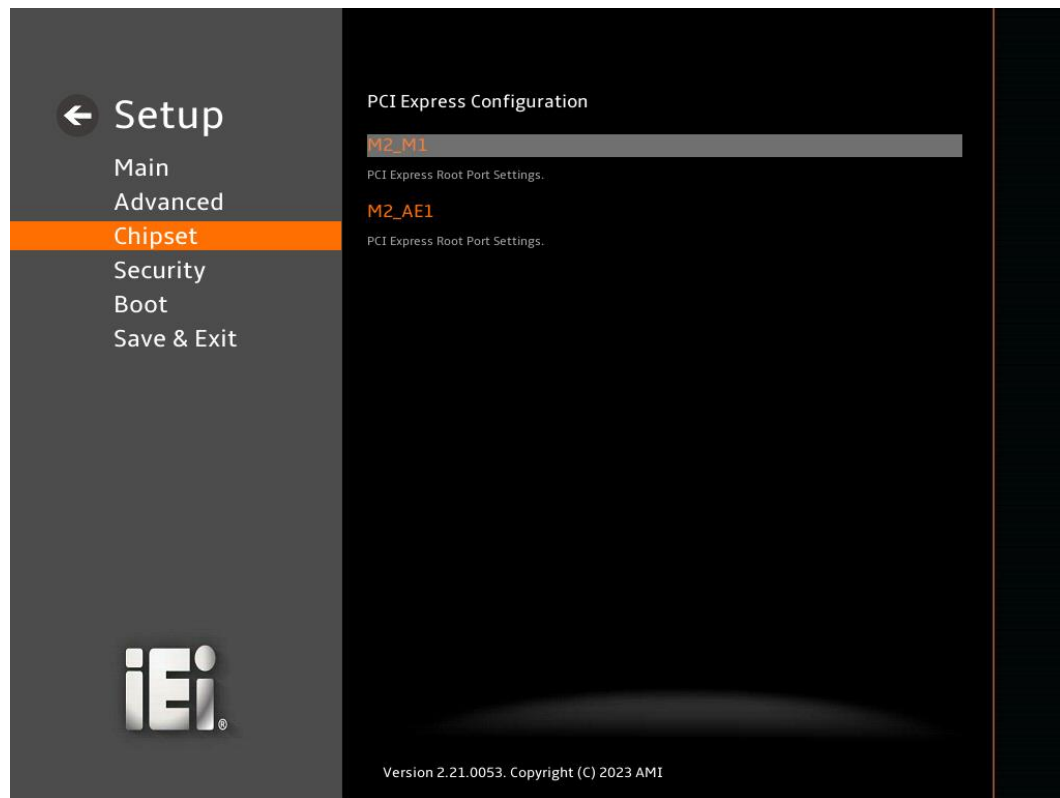 Setup
Main
Advanced
Chipset
Security
Boot
Save & Exit
iEi®
PCI Express Configuration
M2_M1
PCI Express Root Port Settings.
M2_AE1
PCI Express Root Port Settings.
Version 2.21.0053. Copyright (C) 2023 AMI